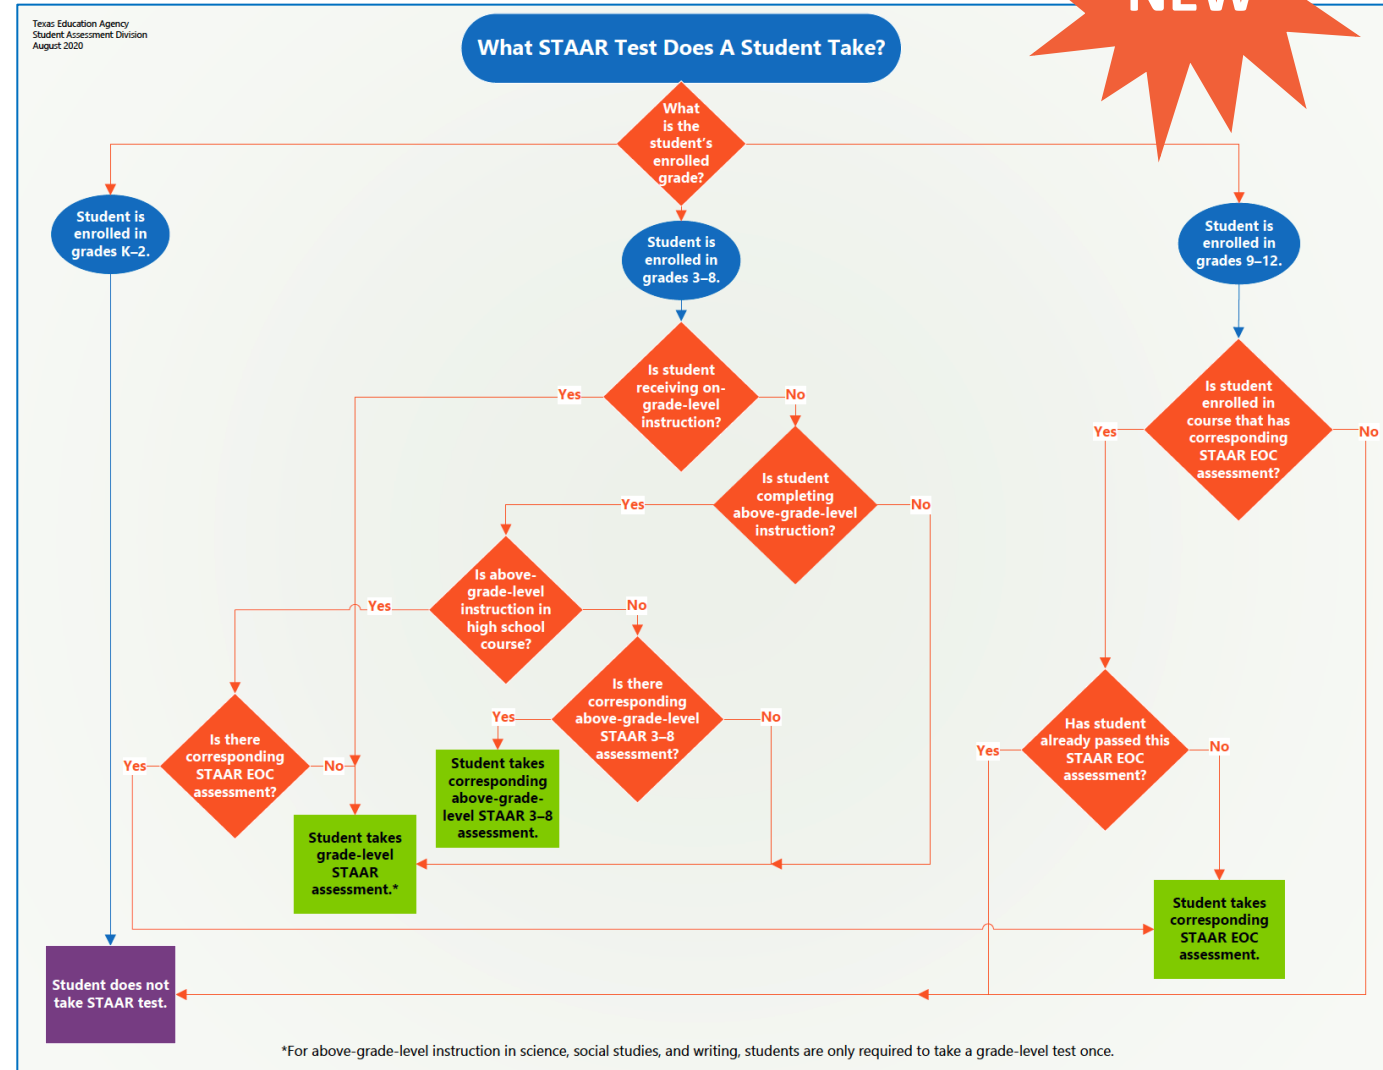 Texas Education Agency
Student Assessment Division
August 2020
NEW
What STAAR Test Does A Student Take?
What
is the
student's
enrolled
grade?
Student is
enrolled in
grades K–2.
Student is
enrolled in
grades 3–8.
Student is
enrolled in
grades 9–12.
Is student
receiving on-
grade-level
instruction?
Yes
No
Is student
enrolled in
course that has
corresponding
STAAR EOC
assessment?
Yes
No
Is student
completing
above-grade-level
instruction?
Yes
No
Is above-
grade-level
instruction in
high school
course?
Yes
No
Is there
corresponding
above-grade-level
STAAR 3–8
assessment?
Yes
No
Is there
corresponding
STAAR EOC
assessment?
Yes
No
Has student
already passed this
STAAR EOC
assessment?
Yes
No
Student takes
corresponding
above-grade-
level STAAR 3–8
assessment.
Student takes
grade-level
STAAR
assessment.*
Student takes
corresponding
STAAR EOC
assessment.
Student does not
take STAAR test.
*For above-grade-level instruction in science, social studies, and writing, students are only required to take a grade-level test once.